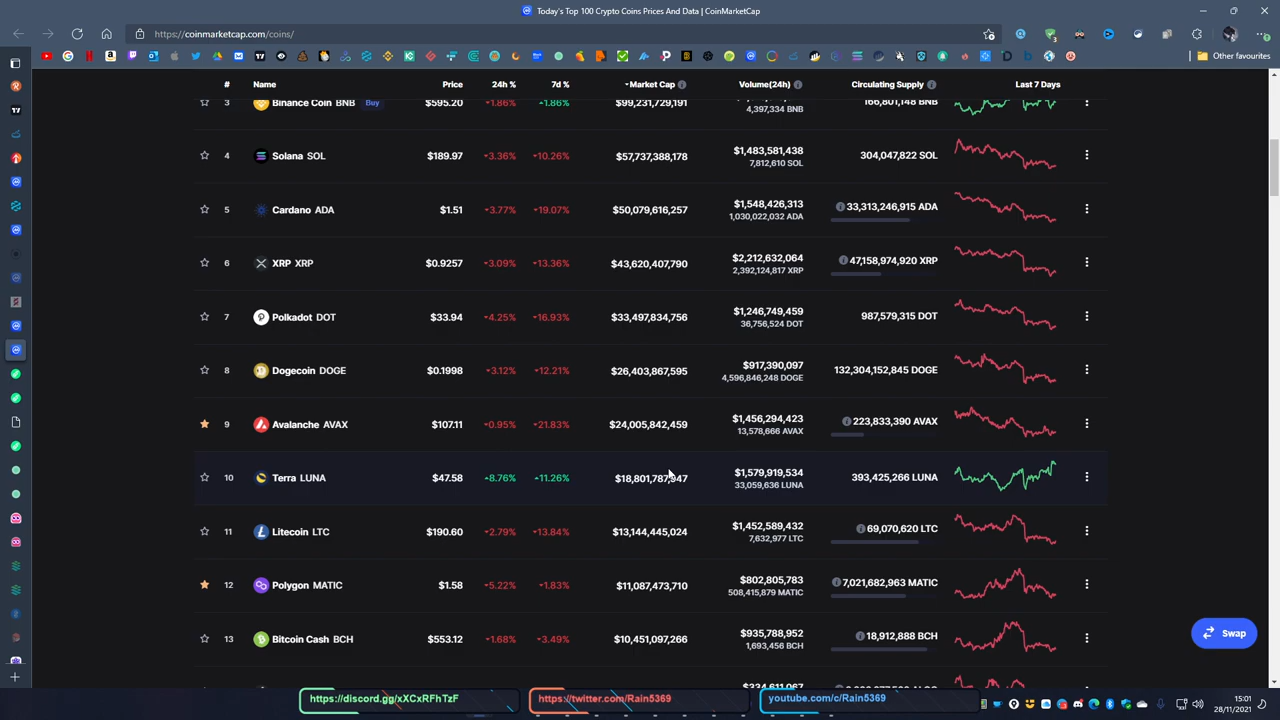 Today's Top 100 Crypto Coins Prices And Data | CoinMarketCap
https://coinmarketcap.com/coins/
Other favourites
# Name Price 24h % 7d % Market Cap Volume(24h) Circulating Supply Last 7 Days
3 Binance Coin BNB Buy $595.20 1.86% 1.86% $99,231,729,191 4,397,334 BNB 166,801,148 BNB
4 Solana SOL $189.97 3.36% 10.26% $57,737,388,178 $1,483,581,438 304,047,822 SOL
7,812,610 SOL
5 Cardano ADA $1.51 3.77% 19.07% $50,079,616,257 $1,548,426,313 33,313,246,915 ADA
1,030,022,032 ADA
6 XRP XRP $0.9257 3.09% 13.36% $43,620,407,790 $2,212,632,064 47,158,974,920 XRP
2,392,124,817 XRP
7 Polkadot DOT $33.94 4.25% 16.93% $33,497,834,756 $1,246,749,459 987,579,315 DOT
36,756,524 DOT
8 Dogecoin DOGE $0.1998 3.12% 12.21% $26,403,867,595 $917,390,097 132,304,152,845 DOGE
4,596,846,248 DOGE
9 Avalanche AVAX $107.11 0.95% 21.83% $24,005,842,459 $1,456,294,423 223,833,390 AVAX
13,578,666 AVAX
10 Terra LUNA $47.58 8.76% 11.26% $18,801,787,947 $1,579,919,534 393,425,266 LUNA
33,059,636 LUNA
11 Litecoin LTC $190.60 2.79% 13.84% $13,144,445,024 $1,452,589,432 69,070,620 LTC
7,632,977 LTC
12 Polygon MATIC $1.58 5.22% 1.83% $11,087,473,710 $802,805,783 7,021,682,963 MATIC
508,415,879 MATIC
13 Bitcoin Cash BCH $553.12 1.68% 3.49% $10,451,097,266 $935,788,952 18,912,888 BCH
1,693,456 BCH
Swap
https://discord.gg/xXCxRFhTzF https://twitter.com/Rain5369 youtube.com/c/Rain5369
15:01
28/11/2021